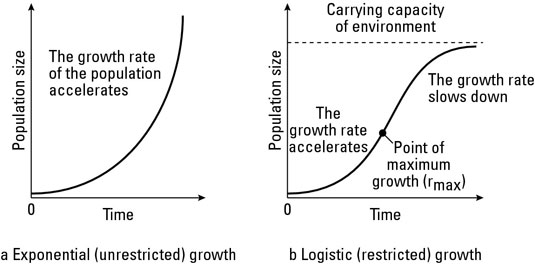 The growth rate
of the population
accelerates
Population size
0
Time
a Exponential (unrestricted) growth
Carrying capacity
of environment
The growth rate
slows down
The
growth rate
accelerates
Point of
maximum
growth (rmax)
Population size
0
Time
b Logistic (restricted) growth